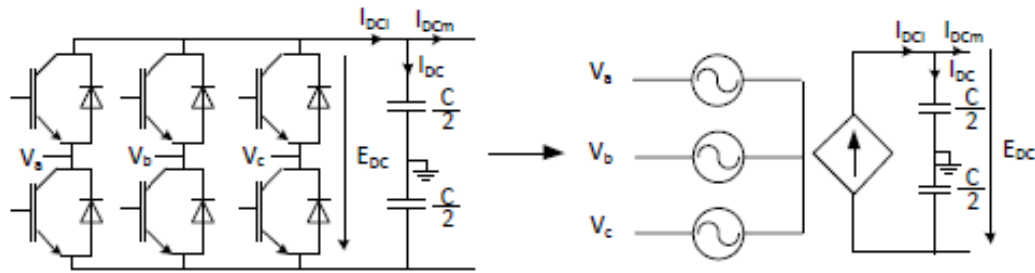 I_DCI I_DCm
I_DC
C
2
V_a V_b V_c E_DC
C
2
I_DCI I_DCm
I_DC
V_a
C
2
V_b
E_DC
C
2
V_c